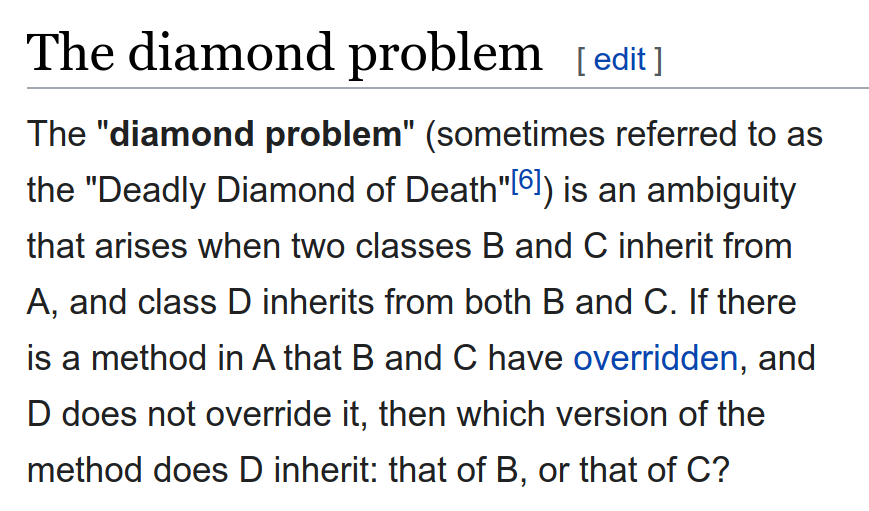 The diamond problem [ edit ]
The "diamond problem" (sometimes referred to as
the "Deadly Diamond of Death"[6]) is an ambiguity
that arises when two classes B and C inherit from
A, and class D inherits from both B and C. If there
is a method in A that B and C have overridden, and
D does not override it, then which version of the
method does D inherit: that of B, or that of C?